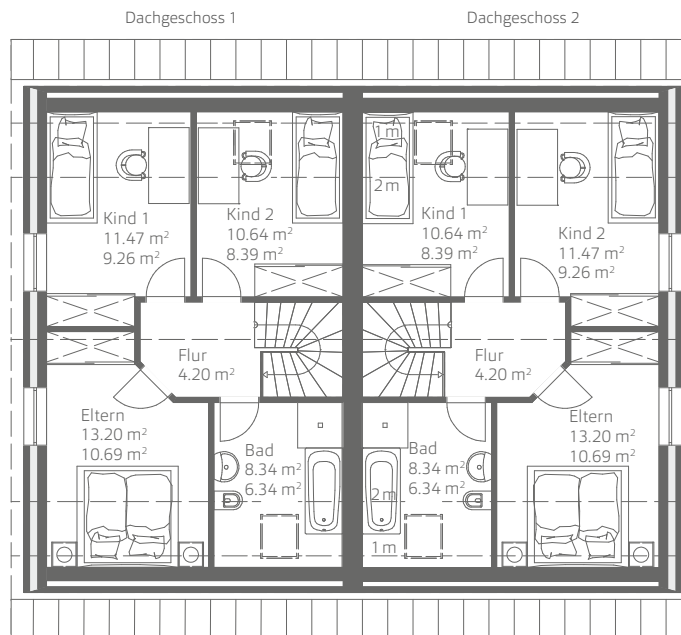 Dachgeschoss 1
Dachgeschoss 2
Kind 1
11.47 m²
9.26 m²
Kind 2
10.64 m²
8.39 m²
1 m
2 m
Kind 1
10.64 m²
8.39 m²
Kind 2
11.47 m²
9.26 m²
Flur
4.20 m²
Flur
4.20 m²
Eltern
13.20 m²
10.69 m²
Bad
8.34 m²
6.34 m²
2 m
1 m
Bad
8.34 m²
6.34 m²
Eltern
13.20 m²
10.69 m²